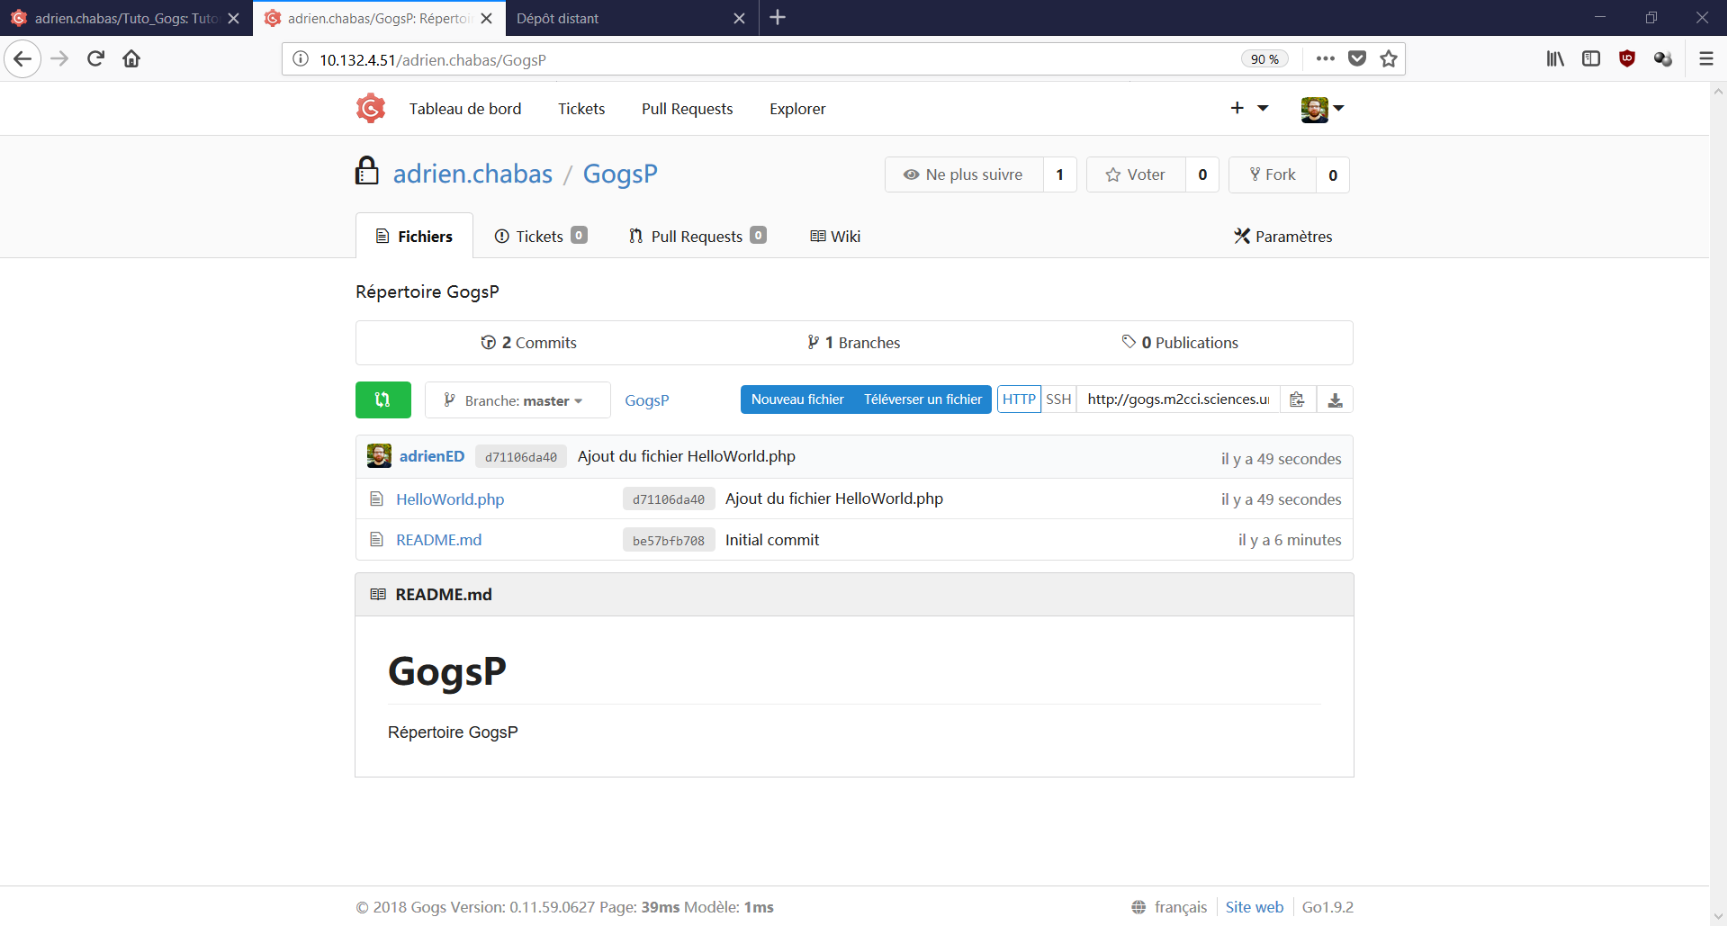 adrien.chabas/Tuto_Gogs: Tuto
adrien.chabas/GogsP: Répertoi
Dépôt distant
10.132.4.51/adrien.chabas/GogsP
90 %
Tableau de bord Tickets Pull Requests Explorer
adrien.chabas / GogsP
Ne plus suivre 1 Voter 0 Fork 0
Fichiers Tickets 0 Pull Requests 0 Wiki Paramètres
Répertoire GogsP
2 Commits 1 Branches 0 Publications
Branche: master GogsP Nouveau fichier Téléverser un fichier HTTP SSH http://gogs.m2cci.sciences.ur
adrienED d71106da40 Ajout du fichier HelloWorld.php il y a 49 secondes
HelloWorld.php d71106da40 Ajout du fichier HelloWorld.php il y a 49 secondes
README.md be57bfb708 Initial commit il y a 6 minutes
README.md
GogsP
Répertoire GogsP
© 2018 Gogs Version: 0.11.59.0627 Page: 39ms Modèle: 1ms français Site web Go1.9.2